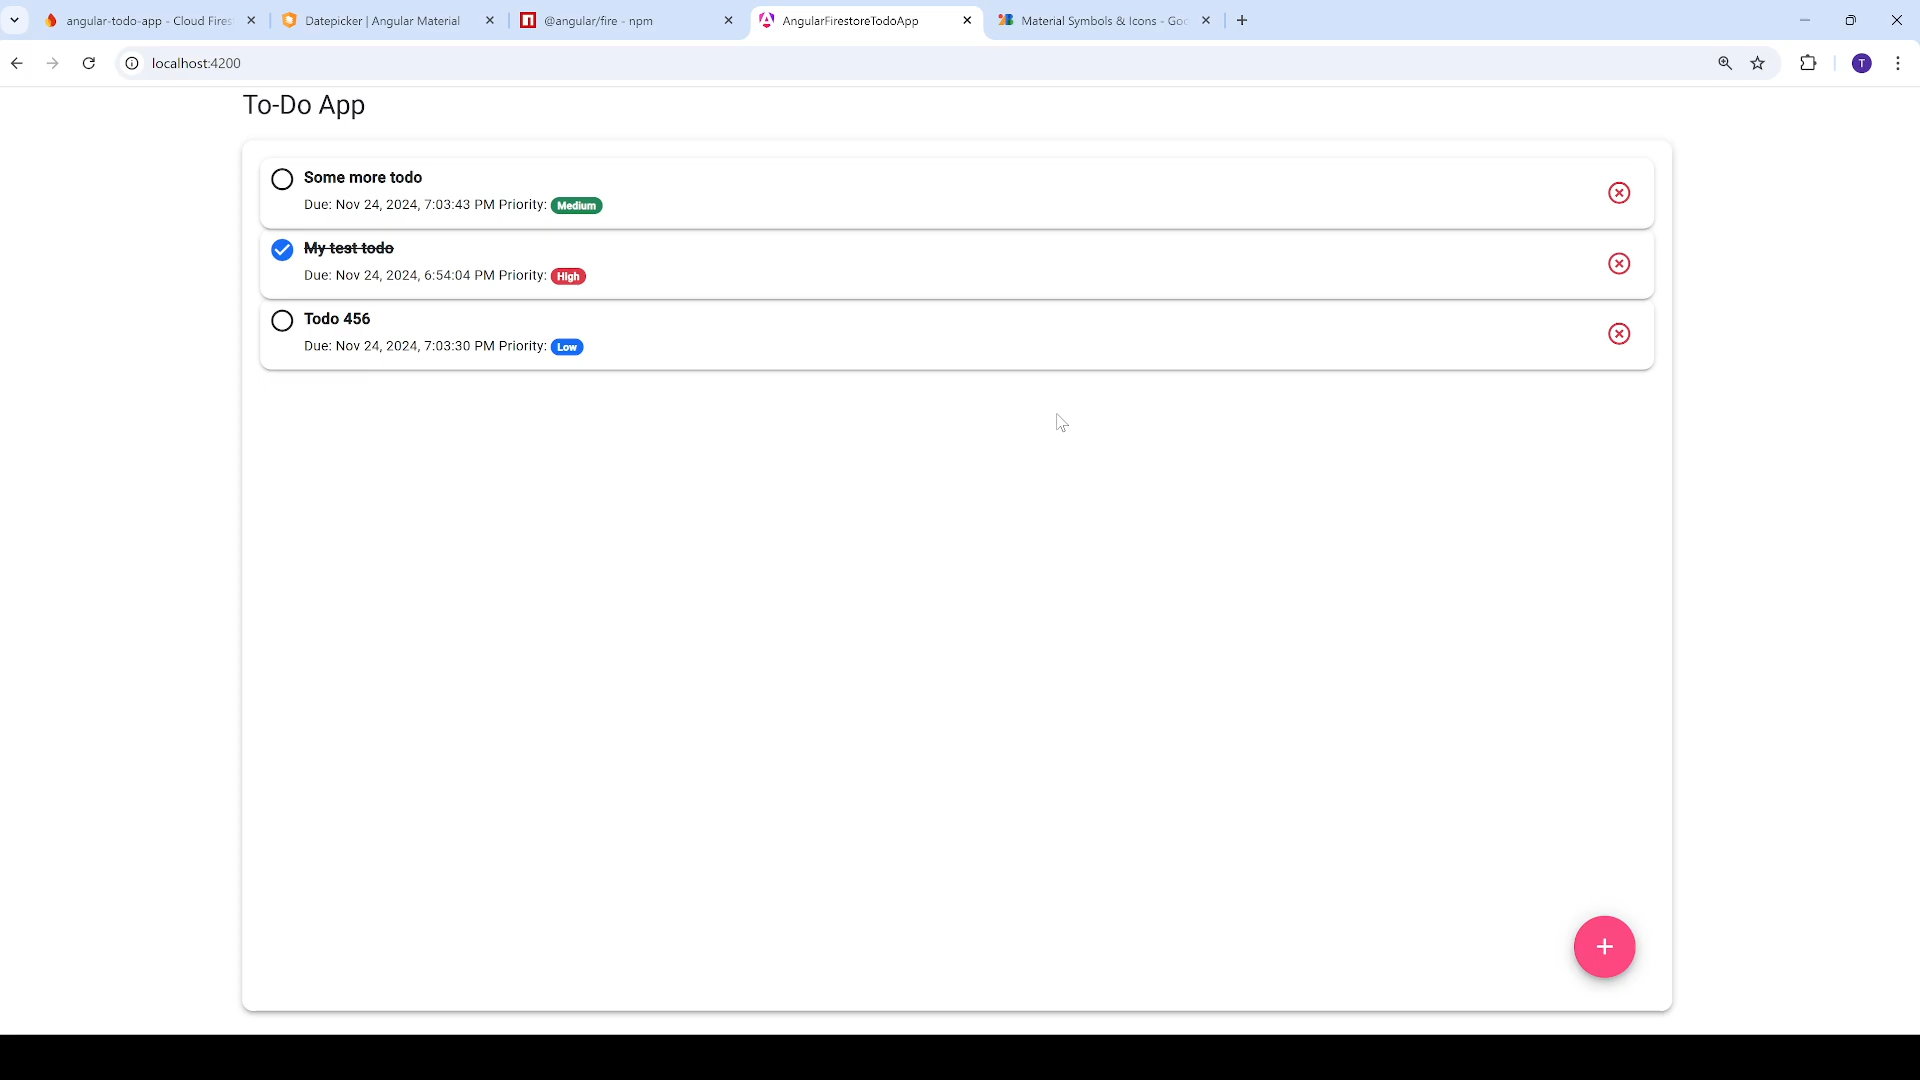 angular-todo-app - Cloud Fires
Datepicker | Angular Material
@angular/fire - npm
AngularFirestoreTodoApp
Material Symbols & Icons - Goo
localhost:4200
T
To-Do App
Some more todo
Due: Nov 24, 2024, 7:03:43 PM Priority: Medium
My test todo
Due: Nov 24, 2024, 6:54:04 PM Priority: High
Todo 456
Due: Nov 24, 2024, 7:03:30 PM Priority: Low